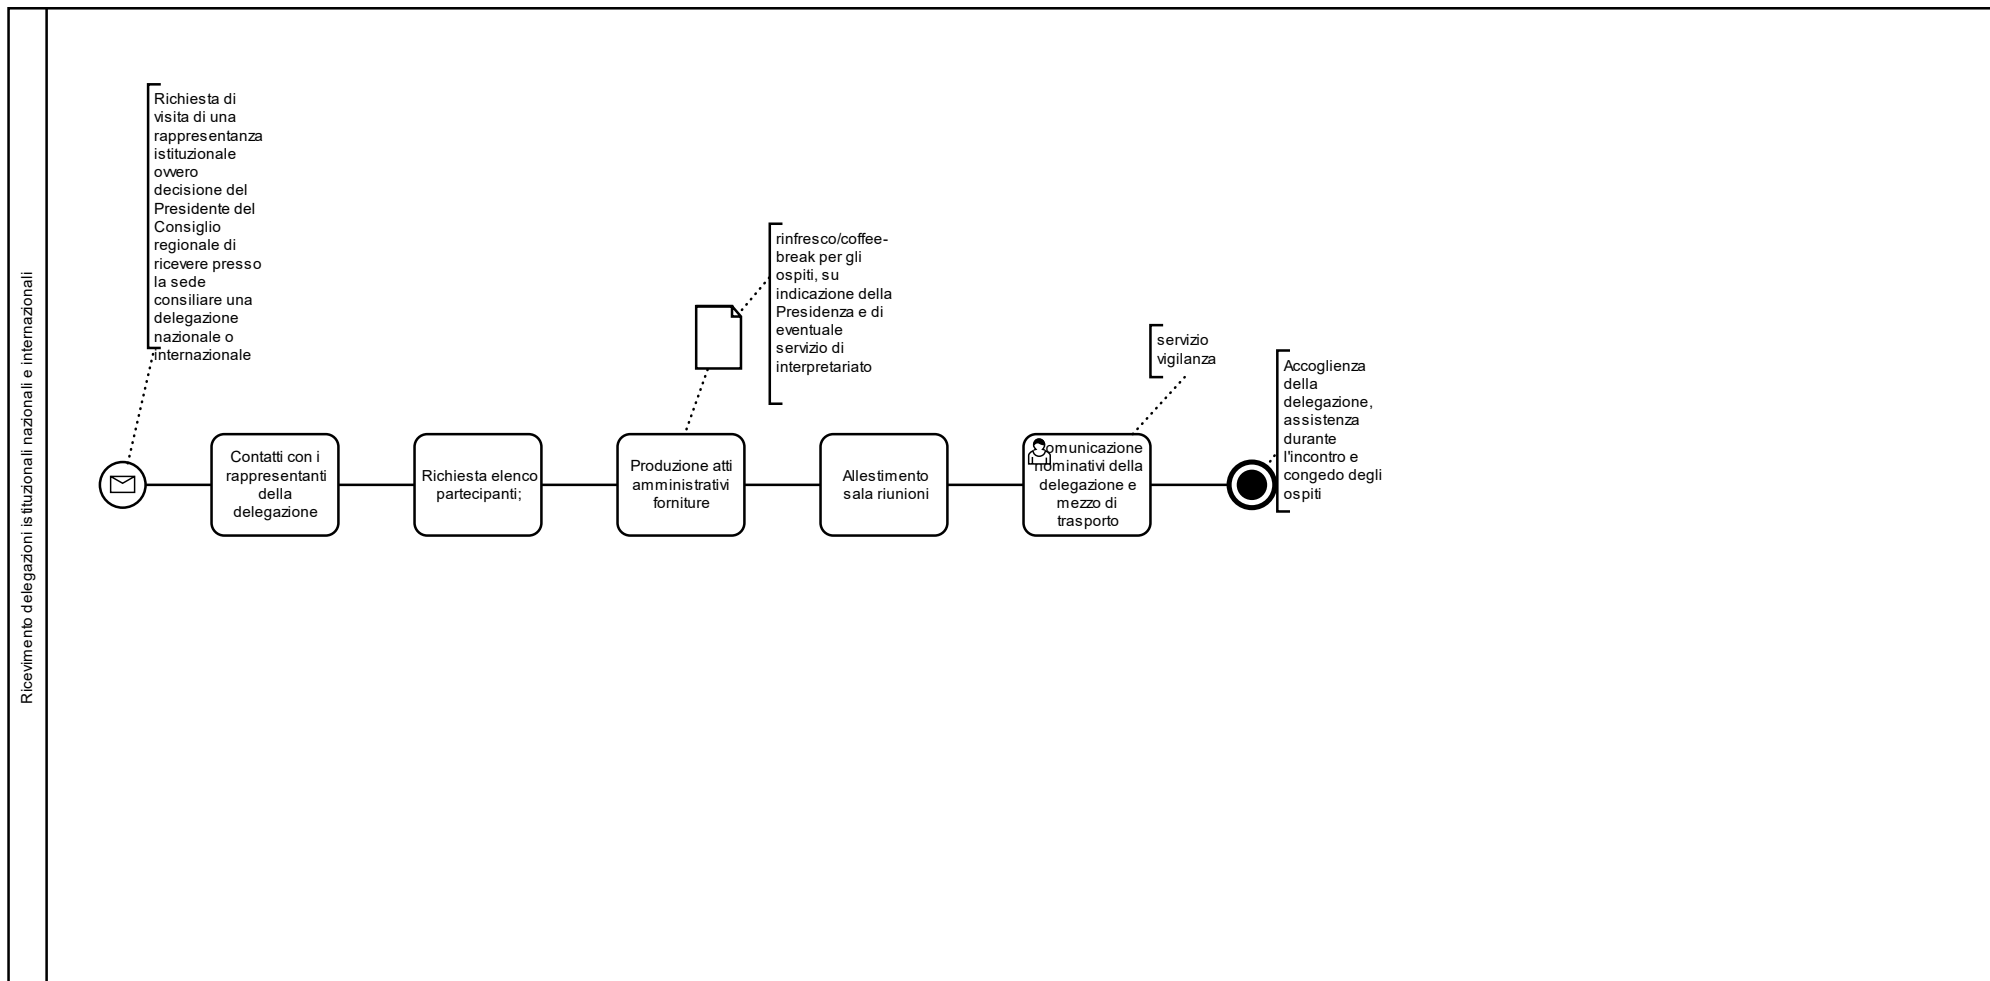 Ricevimento delegazioni istituzionali nazionali e internazionali
Richiesta di
visita di una
rappresentanza
istituzionale
ovvero
decisione del
Presidente del
Consiglio
regionale di
ricevere presso
la sede
consiliare una
delegazione
nazionale o
internazionale
rinfresco/coffee-
break per gli
ospiti, su
indicazione della
Presidenza e di
eventuale
servizio di
interpretariato
servizio
vigilanza
Accoglienza
della
delegazione,
assistenza
durante
l'incontro e
congedo degli
ospiti
Contatti con i
rappresentanti
della
delegazione
Richiesta elenco
partecipanti;
Produzione atti
amministrativi
forniture
Allestimento
sala riunioni
Comunicazione
nominativi della
delegazione e
mezzo di
trasporto